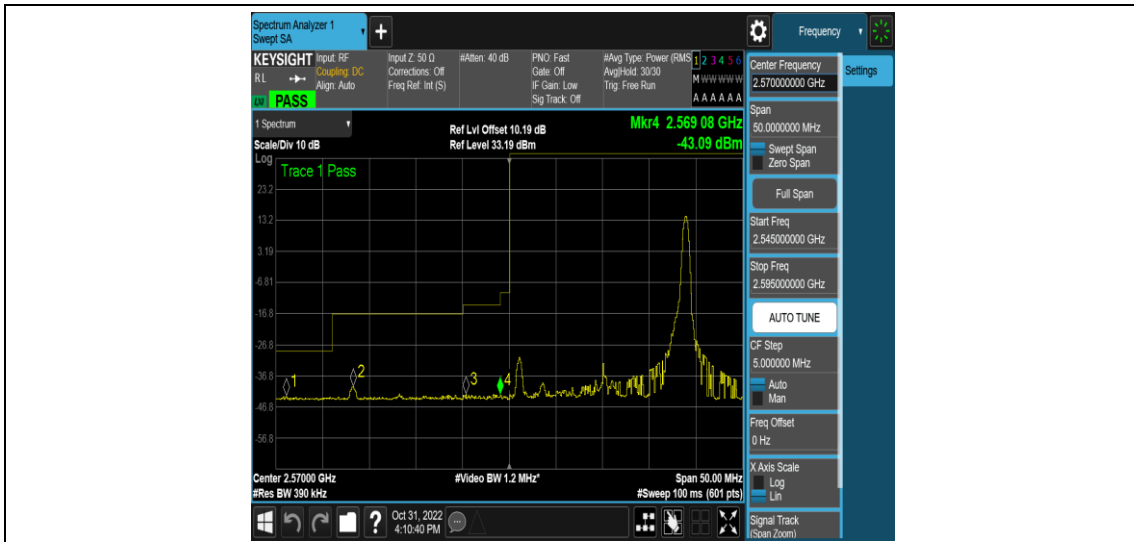 Spectrum Analyzer 1
Swept SA
+
Frequency
KEYSIGHT
RL
PASS
Input: RF
Coupling: DC
Align: Auto
Input Z: 50 Ω
Corrections: Off
Freq Ref: Int (S)
#Atten: 40 dB
PNO: Fast
Gate: Off
IF Gain: Low
Sig Track: Off
#Avg Type: Power (RMS
Avg|Hold: 30/30
Trig: Free Run
1 2 3 4 5 6
M W W W W W
A A A A A A
1 Spectrum
Scale/Div 10 dB
Ref Lvl Offset 10.19 dB
Ref Level 33.19 dBm
Mkr4 2.569 08 GHz
-43.09 dBm
Log
Trace 1 Pass
23.2
13.2
3.19
-6.81
-16.8
-26.8
-36.8
-46.8
-56.8
1
2
3
4
Center 2.57000 GHz
#Res BW 390 kHz
#Video BW 1.2 MHz*
Span 50.00 MHz
#Sweep 100 ms (601 pts)
Center Frequency
2.570000000 GHz
Settings
Span
50.0000000 MHz
Swept Span
Zero Span
Full Span
Start Freq
2.545000000 GHz
Stop Freq
2.595000000 GHz
AUTO TUNE
CF Step
5.000000 MHz
Auto
Man
Freq Offset
0 Hz
X Axis Scale
Log
Lin
Signal Track
(Span Zoom)
?
Oct 31, 2022
4:10:40 PM